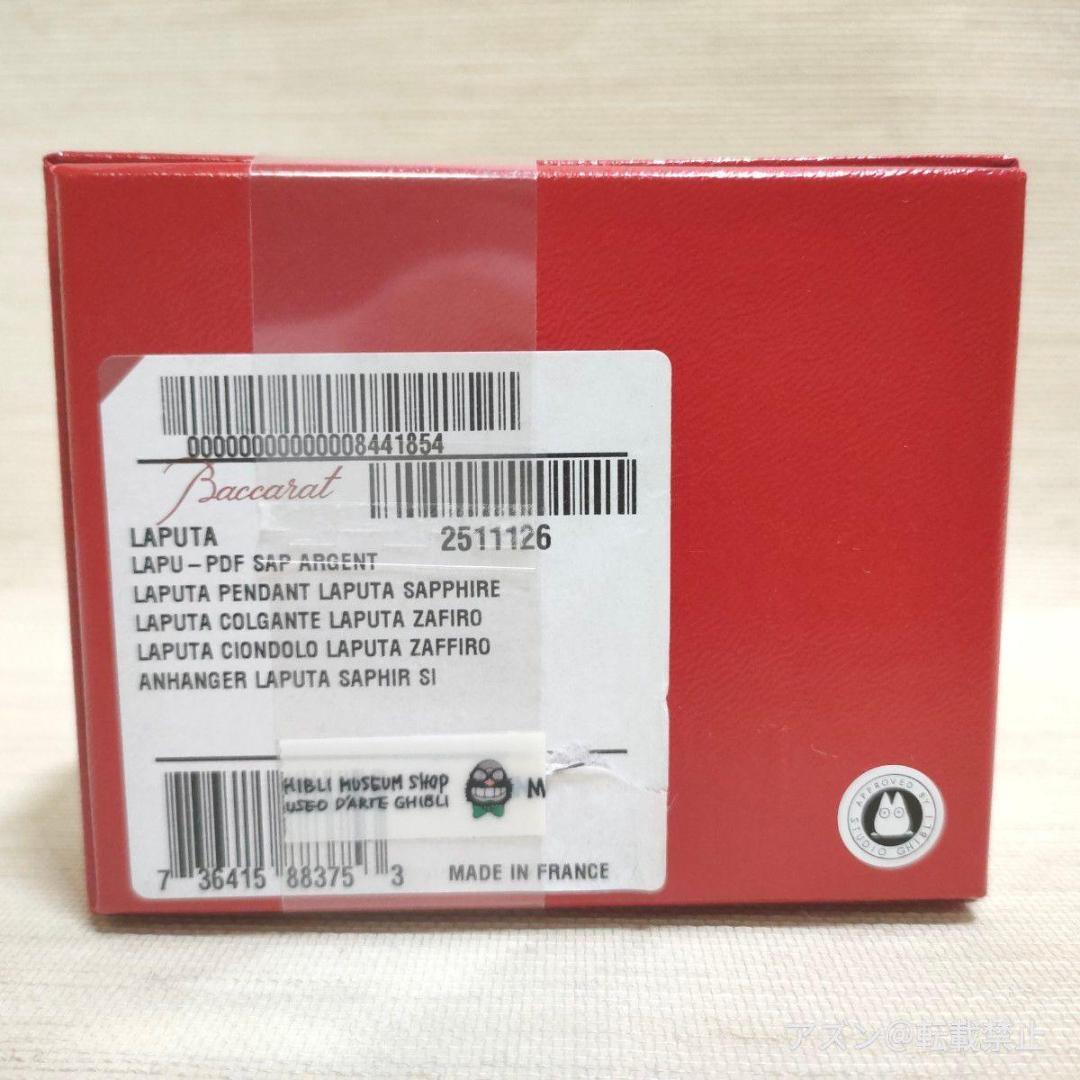 00000000000008441854
Baccarat
LAPUTA 2511126
LAPU-PDF SAP ARGENT
LAPUTA PENDANT LAPUTA SAPPHIRE
LAPUTA COLGANTE LAPUTA ZAFIRO
LAPUTA CIONDOLO LAPUTA ZAFFIRO
ANHANGER LAPUTA SAPHIR SI
HIBLI MUSEUM SHOP M
USEO D'ARTE GHIBLI
7 36415 88375 3 MADE IN FRANCE
APPROVED BY
STUDIO GHIBLI
アズン@転載禁止